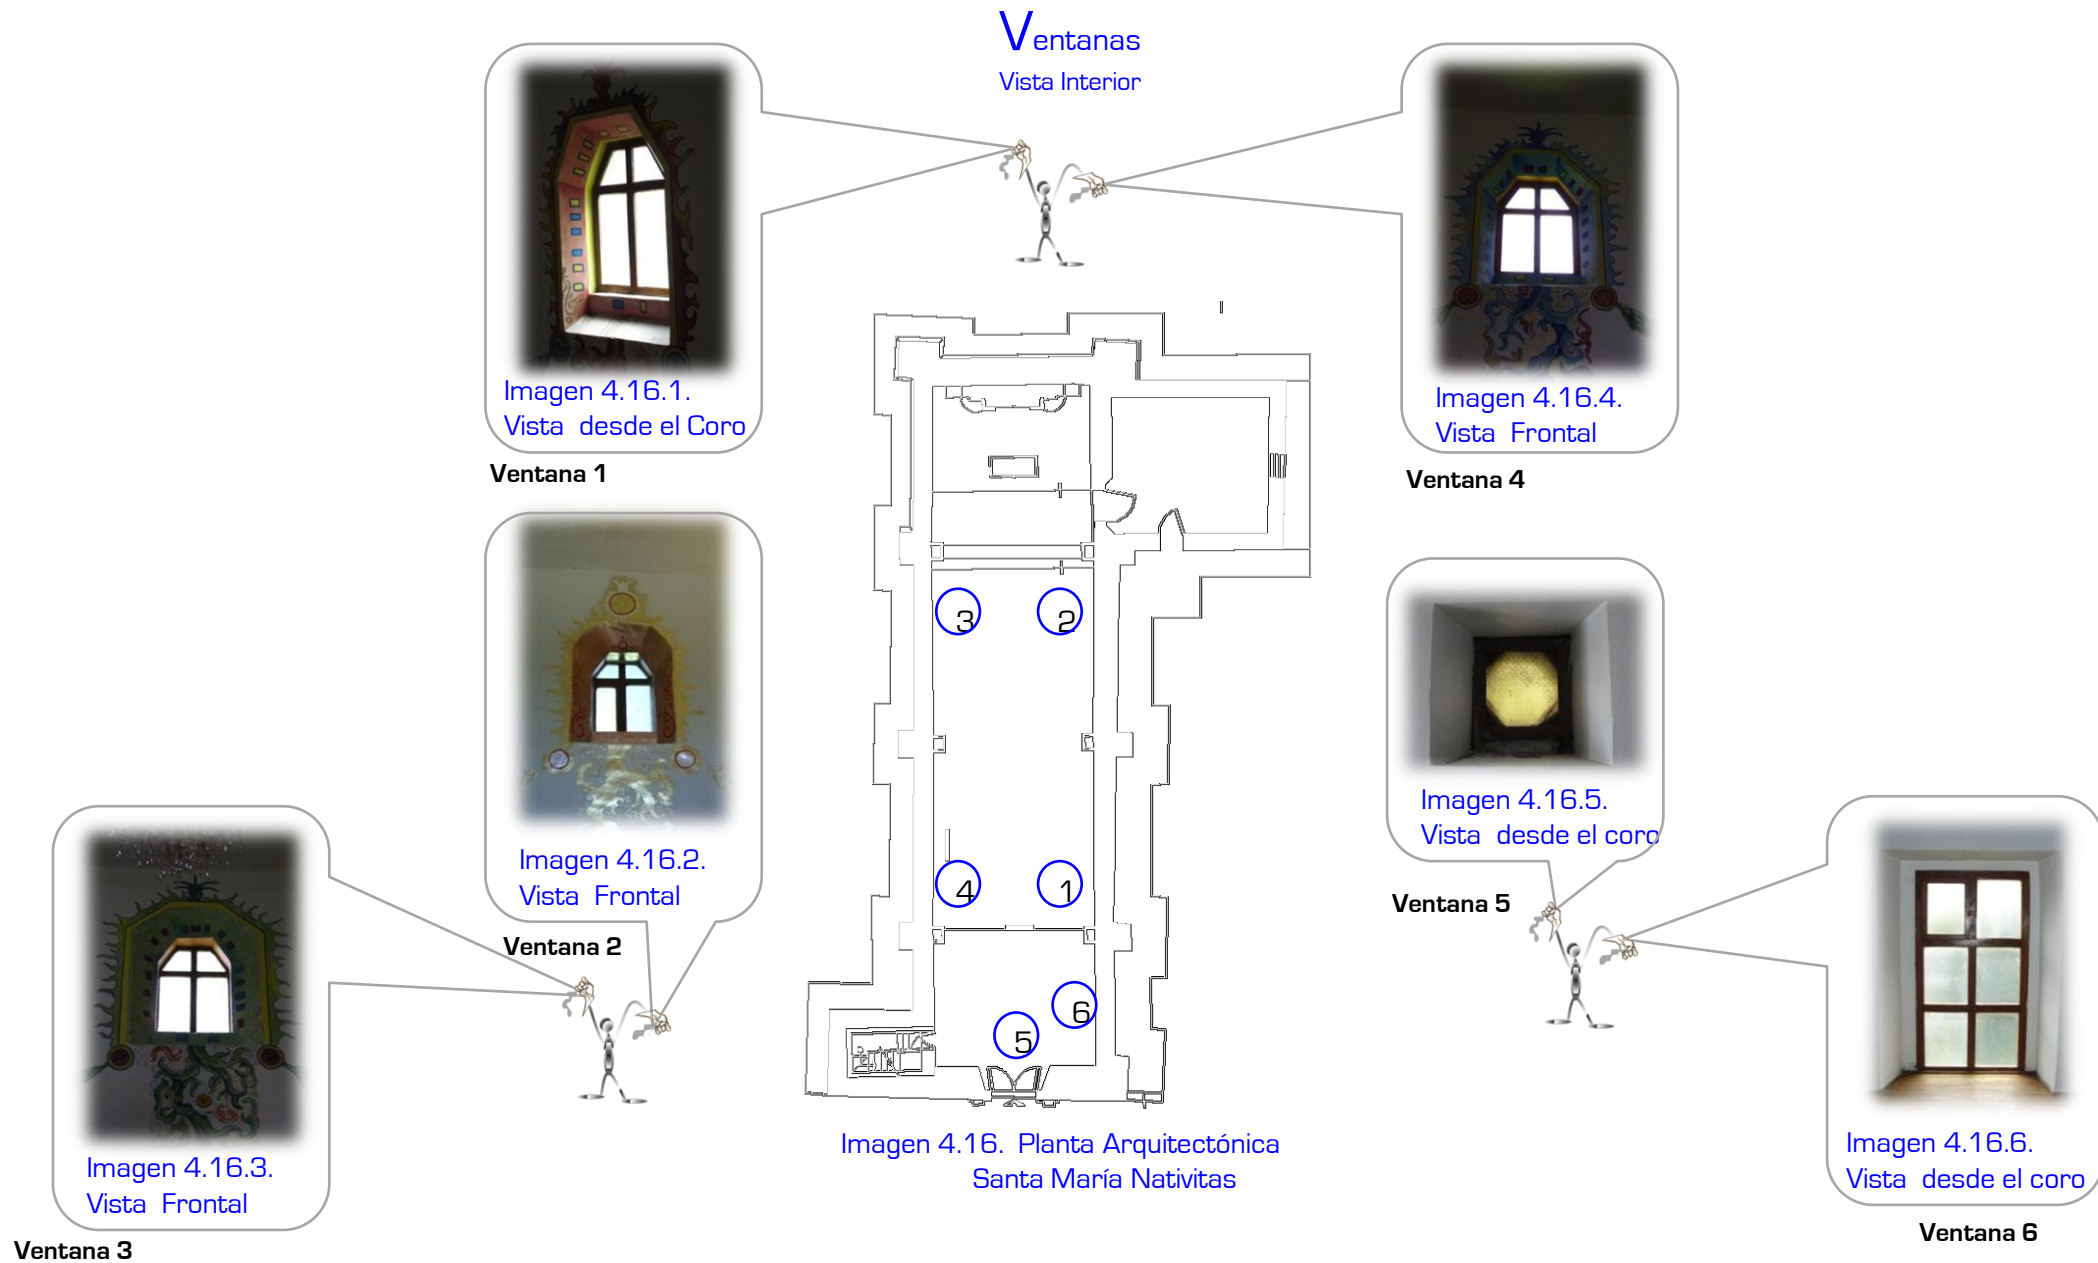 Ventanas
Vista Interior
Imagen 4.16.1.
Vista desde el Coro
Ventana 1
Imagen 4.16.4.
Vista Frontal
Ventana 4
Imagen 4.16.2.
Vista Frontal
Ventana 2
Imagen 4.16.5.
Vista desde el coro
Ventana 5
Imagen 4.16.3.
Vista Frontal
Ventana 3
Imagen 4.16.6.
Vista desde el coro
Ventana 6
3
2
4
1
6
5
Imagen 4.16. Planta Arquitectónica
Santa María Nativitas